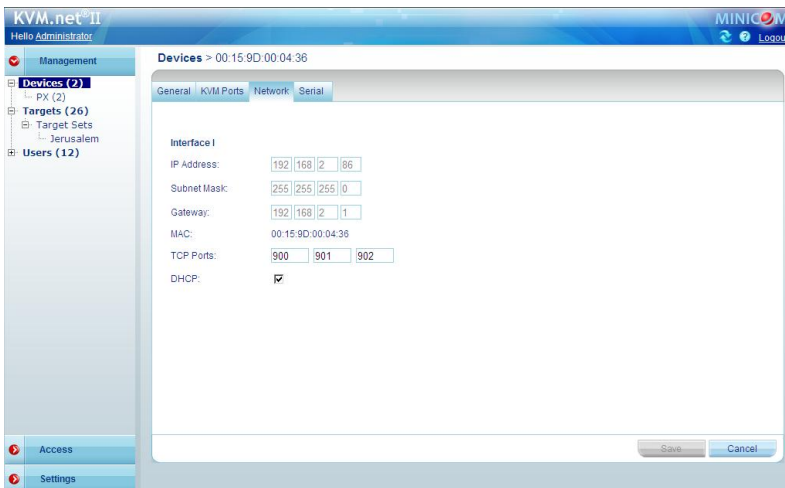 KVM.net®II
MINICOM
Hello Administrator
Logou
Management
Devices (2)
PX (2)
Targets (26)
Target Sets
Jerusalem
Users (12)
Access
Settings
Devices > 00:15:9D:00:04:36
General KVM Ports Network Serial
Interface I
IP Address: 192 168 2 86
Subnet Mask: 255 255 255 0
Gateway: 192 168 2 1
MAC: 00:15:9D:00:04:36
TCP Ports: 900 901 902
DHCP:
Save Cancel